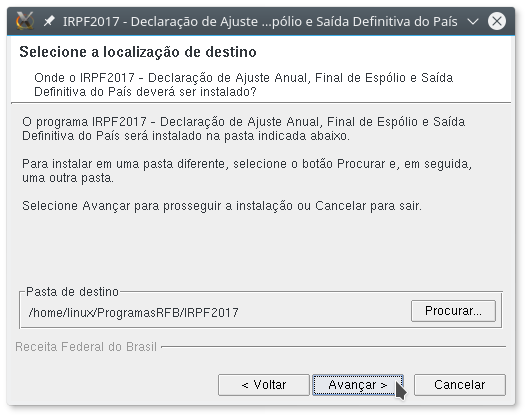 IRPF2017 - Declaração de Ajuste ...pólio e Saída Definitiva do País
Selecione a localização de destino
Onde o IRPF2017 - Declaração de Ajuste Anual, Final de Espólio e Saída
Definitiva do País deverá ser instalado?
O programa IRPF2017 - Declaração de Ajuste Anual, Final de Espólio e Saída
Definitiva do País será instalado na pasta indicada abaixo.
Para instalar em uma pasta diferente, selecione o botão Procurar e, em seguida,
uma outra pasta.
Selecione Avançar para prosseguir a instalação ou Cancelar para sair.
Pasta de destino
/home/linux/ProgramasRFB/IRPF2017
Procurar...
Receita Federal do Brasil
< Voltar
Avançar >
Cancelar